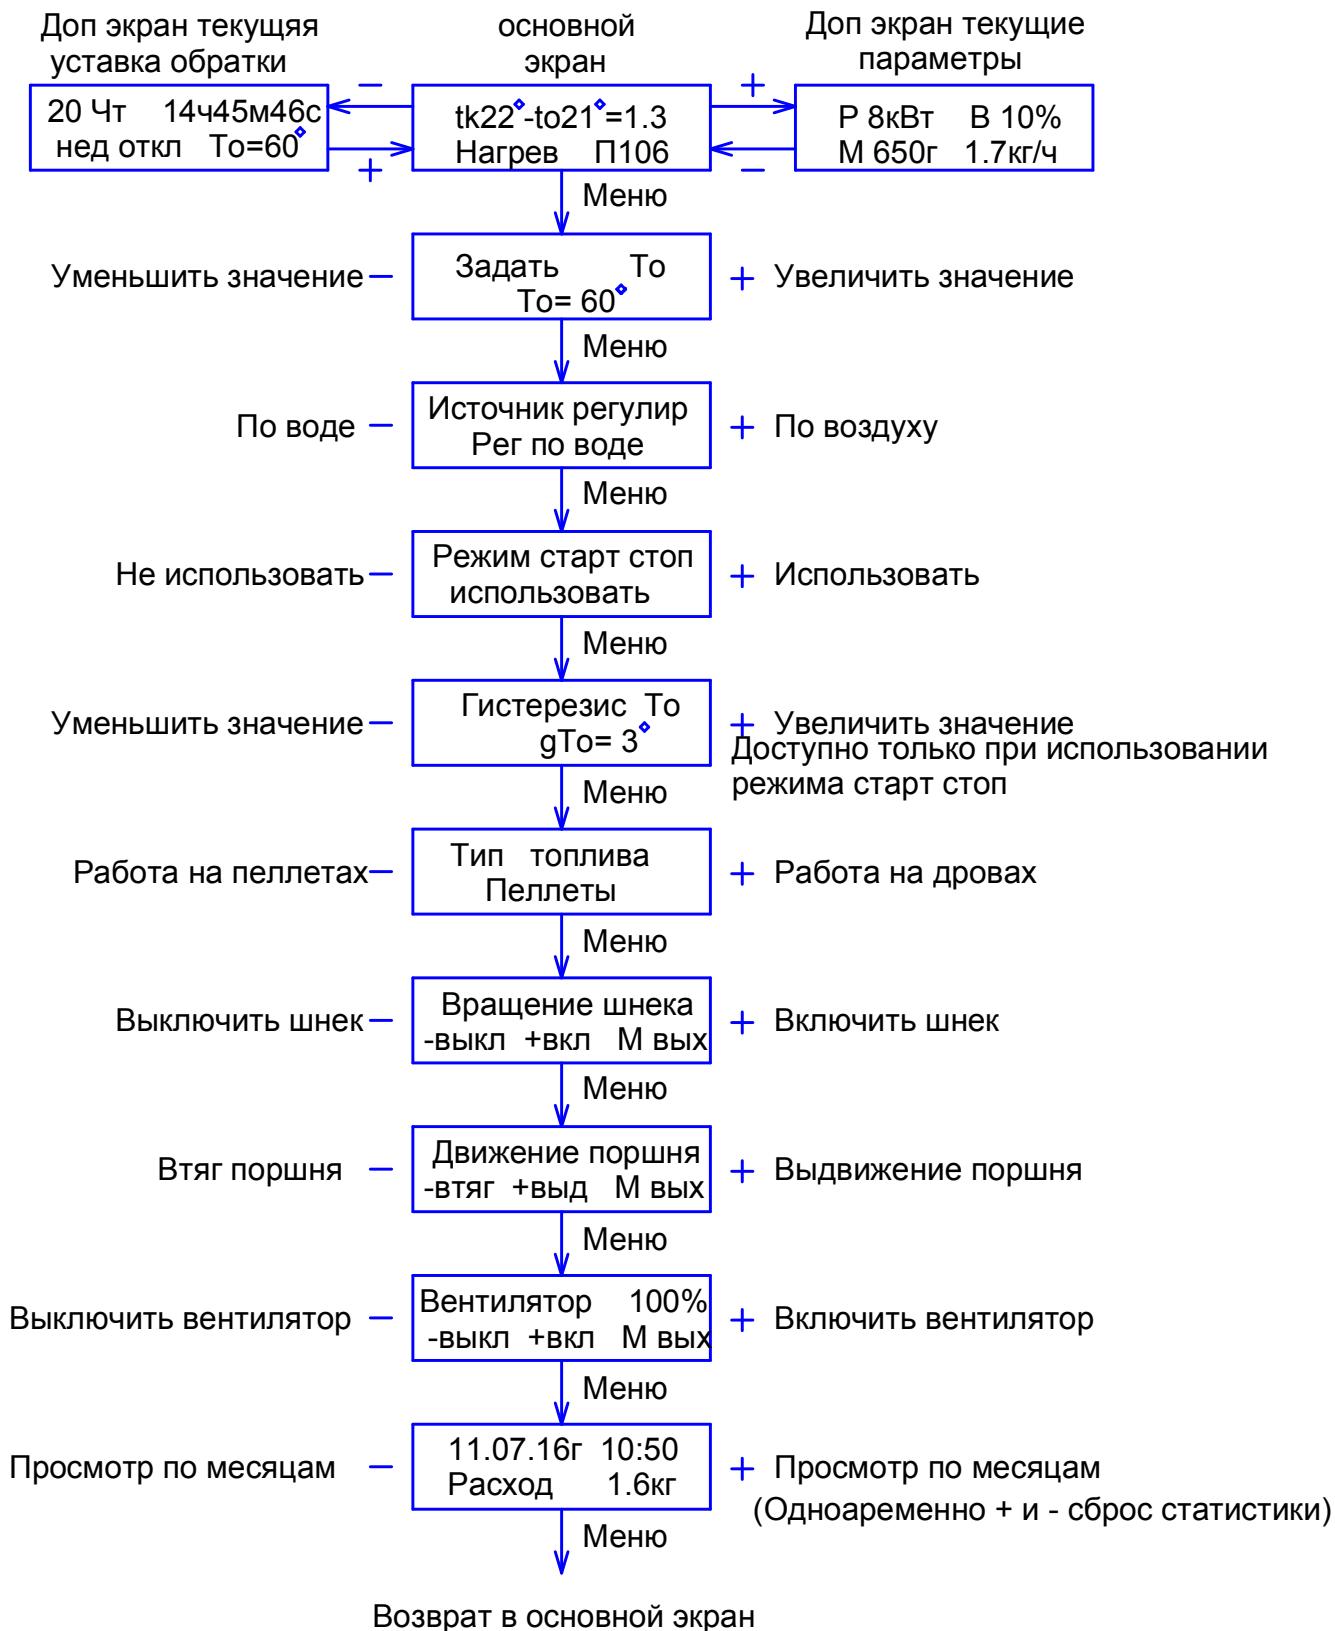 Доп экран текущяя
уставка обратки
основной
экран
Доп экран текущие
параметры
20 Чт 14ч45м46с
нед откл То=60°
−
+
tk22°-to21°=1.3
Нагрев П106
+
−
Р 8кВт В 10%
М 650г 1.7кг/ч
Меню
Уменьшить значение −
Задать То
То= 60°
+ Увеличить значение
Меню
По воде −
Источник регулир
Рег по воде
+ По воздуху
Меню
Не использовать −
Режим старт стоп
использовать
+ Использовать
Меню
Уменьшить значение −
Гистерезис То
gТо= 3°
+ Увеличить значение
Доступно только при использовании
режима старт стоп
Меню
Работа на пеллетах −
Тип топлива
Пеллеты
+ Работа на дровах
Меню
Выключить шнек −
Вращение шнека
-выкл +вкл М вых
+ Включить шнек
Меню
Втяг поршня −
Движение поршня
-втяг +выд М вых
+ Выдвижение поршня
Меню
Выключить вентилятор −
Вентилятор 100%
-выкл +вкл М вых
+ Включить вентилятор
Меню
Просмотр по месяцам −
11.07.16г 10:50
Расход 1.6кг
+ Просмотр по месяцам
(Одноаременно + и - сброс статистики)
Меню
Возврат в основной экран